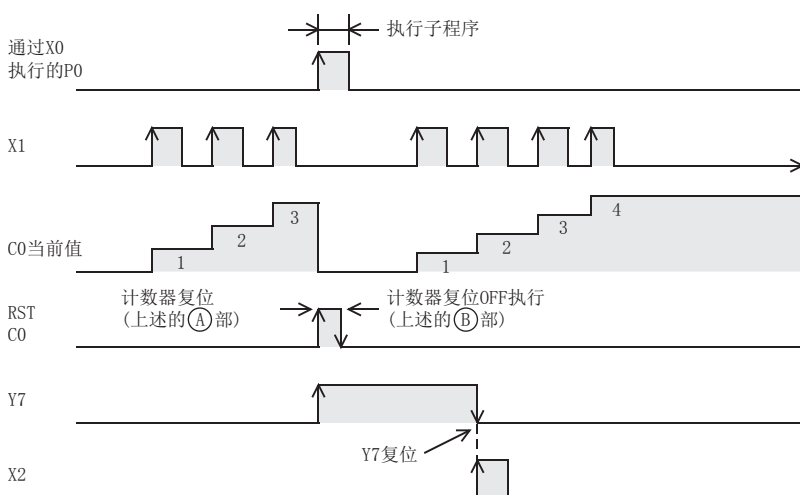 执行子程序
通过X0
执行的P0
X1
C0当前值
1
2
3
1
2
3
4
计数器复位
(上述的Ⓐ部)
计数器复位OFF执行
(上述的Ⓑ部)
RST
C0
Y7
Y7复位
X2